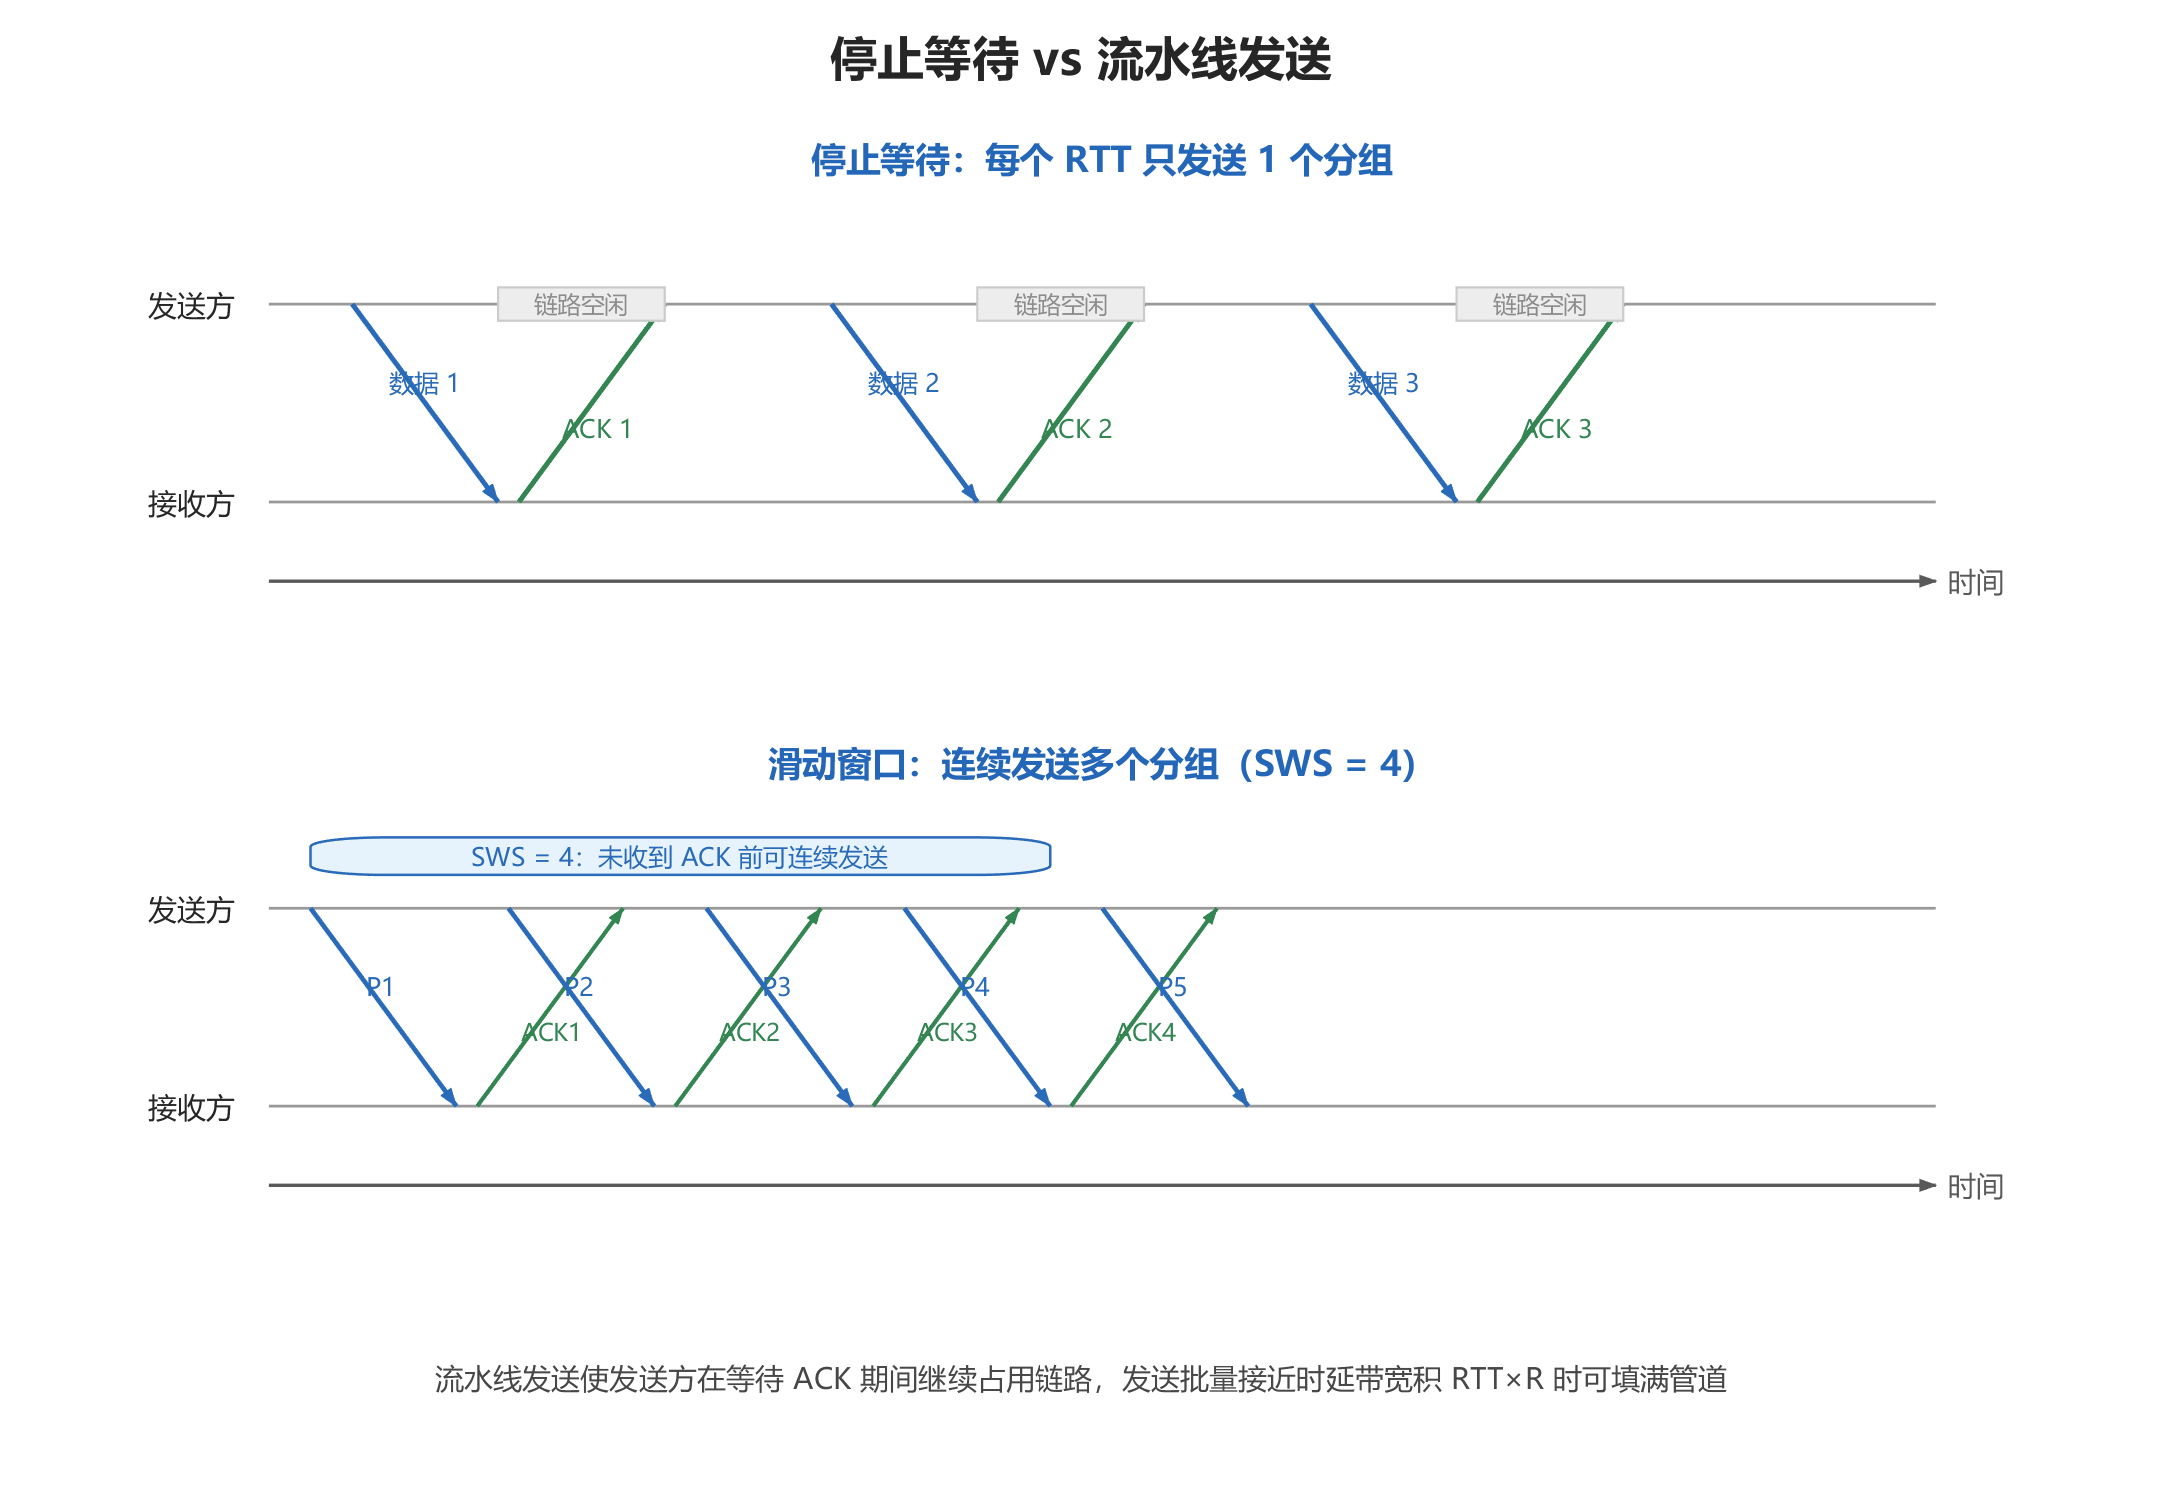 停止等待 vs 流水线发送
停止等待：每个 RTT 只发送 1 个分组
发送方
链路空闲
链路空闲
链路空闲
数据 1
数据 2
数据 3
ACK 1
ACK 2
ACK 3
接收方
时间
滑动窗口：连续发送多个分组（SWS = 4）
SWS = 4：未收到 ACK 前可连续发送
发送方
P1
P2
P3
P4
P5
ACK1
ACK2
ACK3
ACK4
接收方
时间
流水线发送使发送方在等待 ACK 期间继续占用链路，发送批量接近时延带宽积 RTT×R 时可填满管道